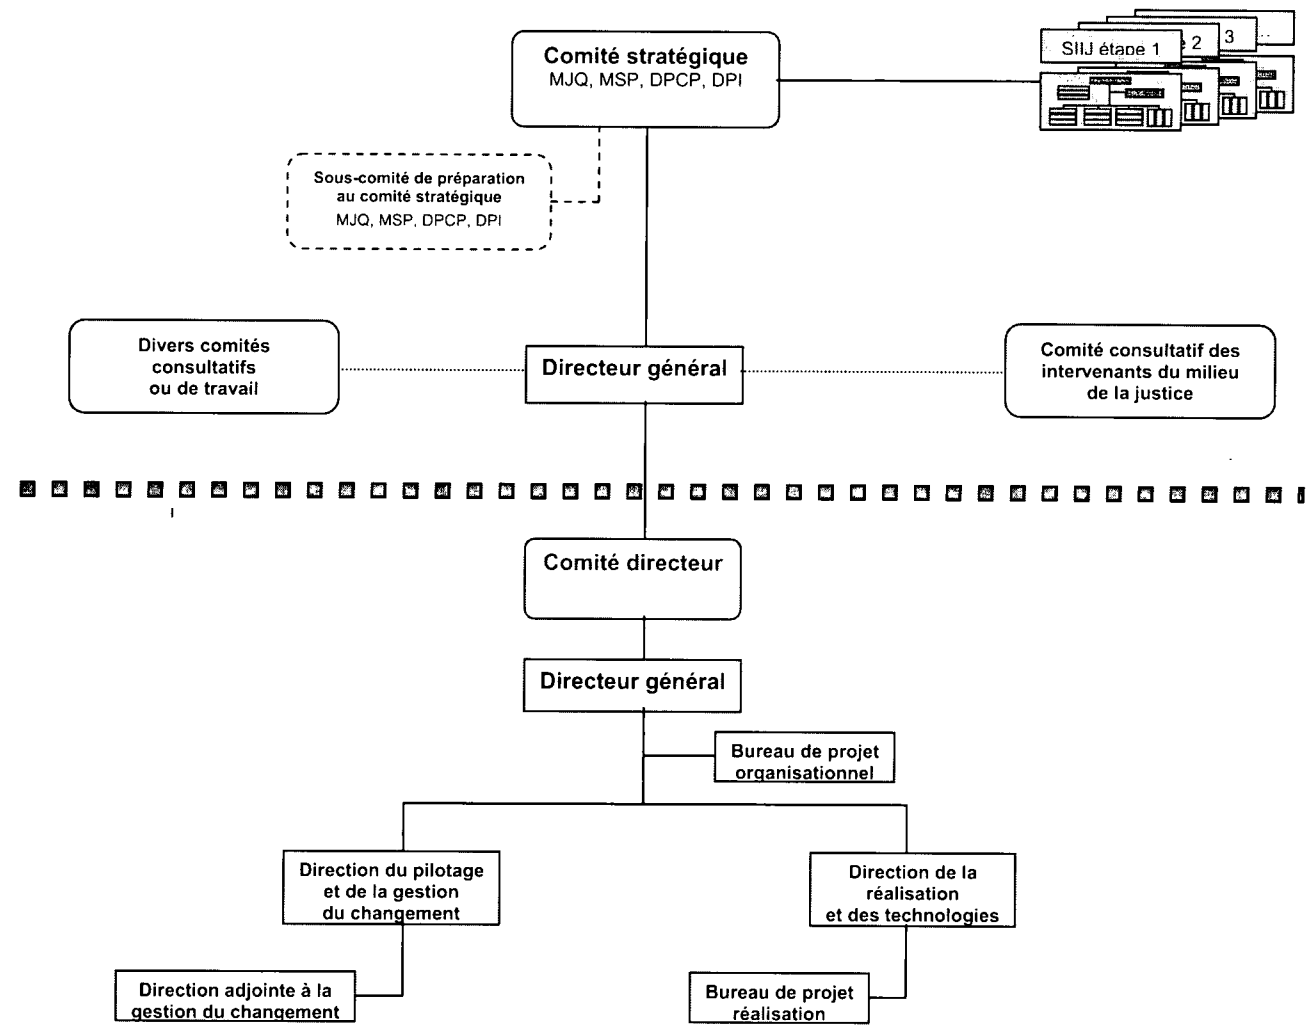 Comité stratégique
MJQ, MSP, DPCP, DPI
SIIJ étape 1
2
3
Sous-comité de préparation
au comité stratégique
MJQ, MSP, DPCP, DPI
Divers comités
consultatifs
ou de travail
Directeur général
Comité consultatif des
intervenants du milieu
de la justice
Comité directeur
Directeur général
Bureau de projet
organisationnel
Direction du pilotage
et de la gestion
du changement
Direction de la
réalisation
et des technologies
Direction adjointe à la
gestion du changement
Bureau de projet
réalisation